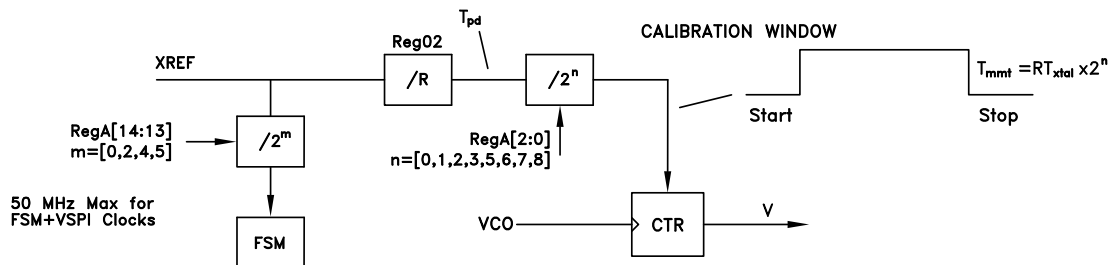 T_pd
CALIBRATION WINDOW
Reg02
XREF
/R
/2^n
T_mmt =RT_xtal x2^n
Start
Stop
RegA[14:13]
m=[0,2,4,5]
/2^m
RegA[2:0]
n=[0,1,2,3,5,6,7,8]
50 MHz Max for
FSM+VSPI Clocks
FSM
VCO
CTR
V